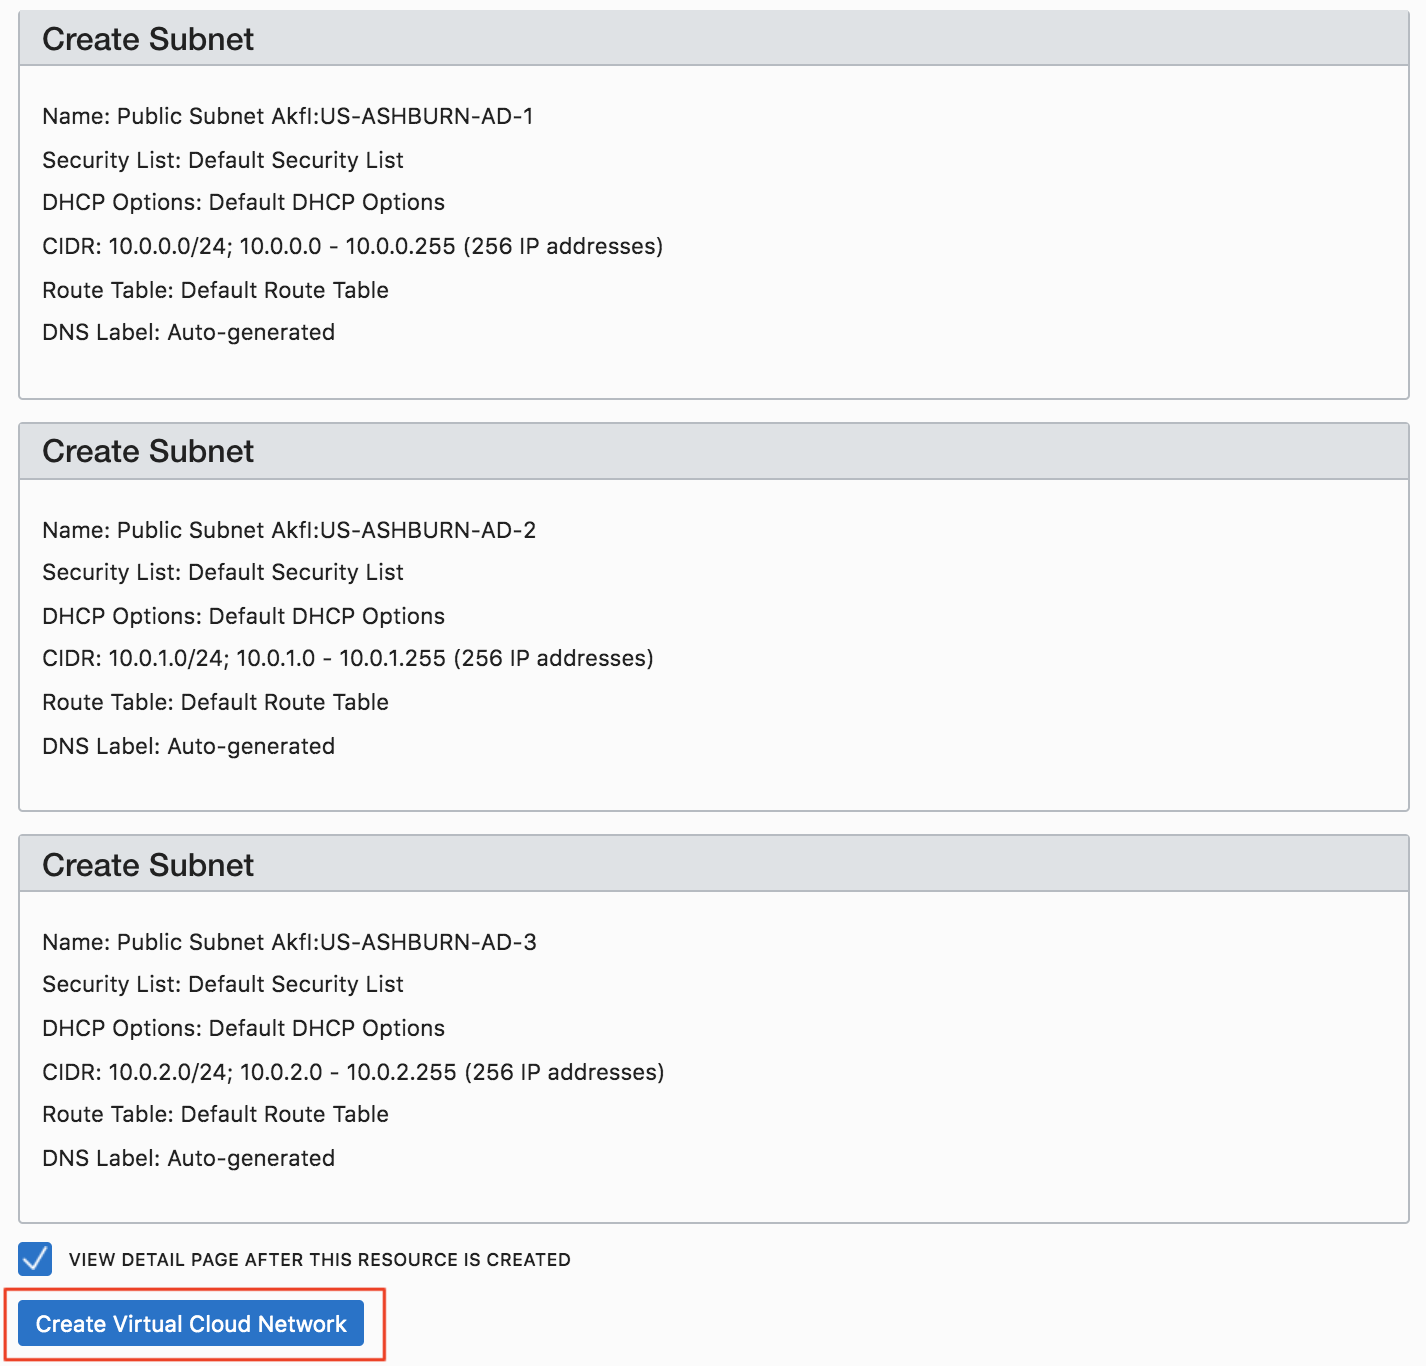 Create Subnet
Name: Public Subnet AkfI:US-ASHBURN-AD-1
Security List: Default Security List
DHCP Options: Default DHCP Options
CIDR: 10.0.0.0/24; 10.0.0.0 - 10.0.0.255 (256 IP addresses)
Route Table: Default Route Table
DNS Label: Auto-generated
Create Subnet
Name: Public Subnet AkfI:US-ASHBURN-AD-2
Security List: Default Security List
DHCP Options: Default DHCP Options
CIDR: 10.0.1.0/24; 10.0.1.0 - 10.0.1.255 (256 IP addresses)
Route Table: Default Route Table
DNS Label: Auto-generated
Create Subnet
Name: Public Subnet AkfI:US-ASHBURN-AD-3
Security List: Default Security List
DHCP Options: Default DHCP Options
CIDR: 10.0.2.0/24; 10.0.2.0 - 10.0.2.255 (256 IP addresses)
Route Table: Default Route Table
DNS Label: Auto-generated
VIEW DETAIL PAGE AFTER THIS RESOURCE IS CREATED
Create Virtual Cloud Network